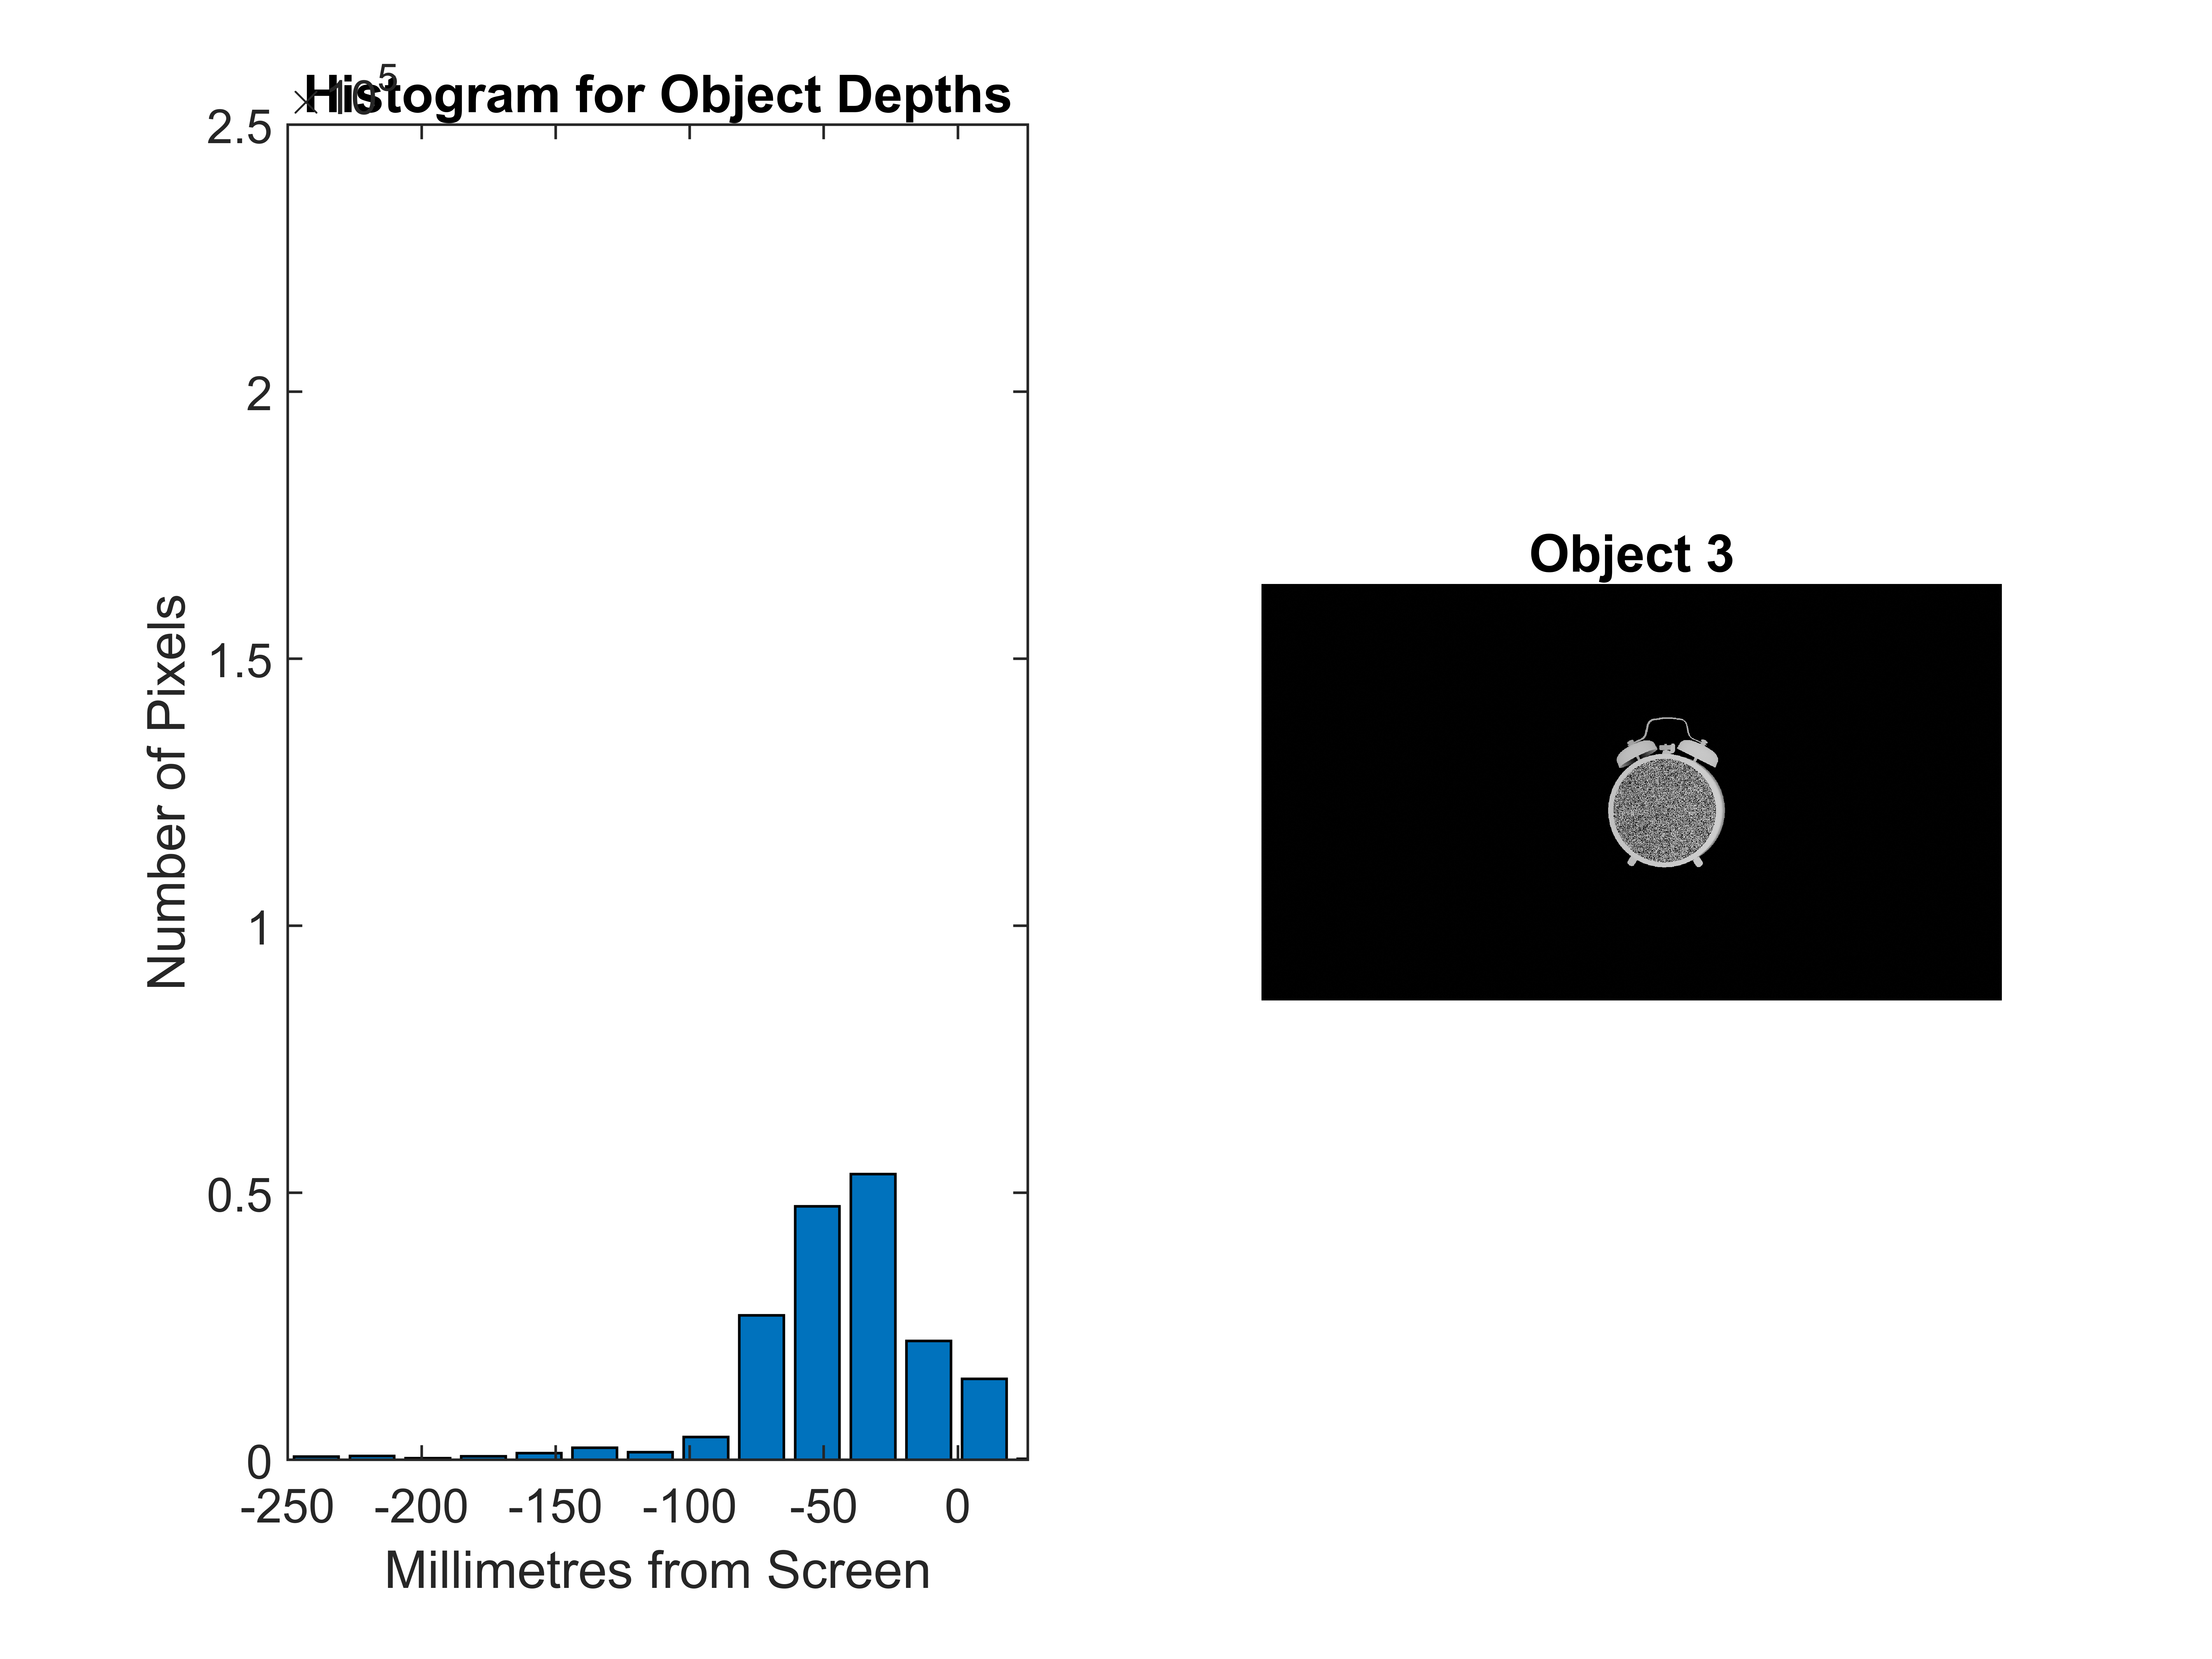 × 10^5
Histogram for Object Depths
2.5
2
1.5
1
0.5
0
Number of Pixels
-250 -200 -150 -100 -50 0
Millimetres from Screen
Object 3